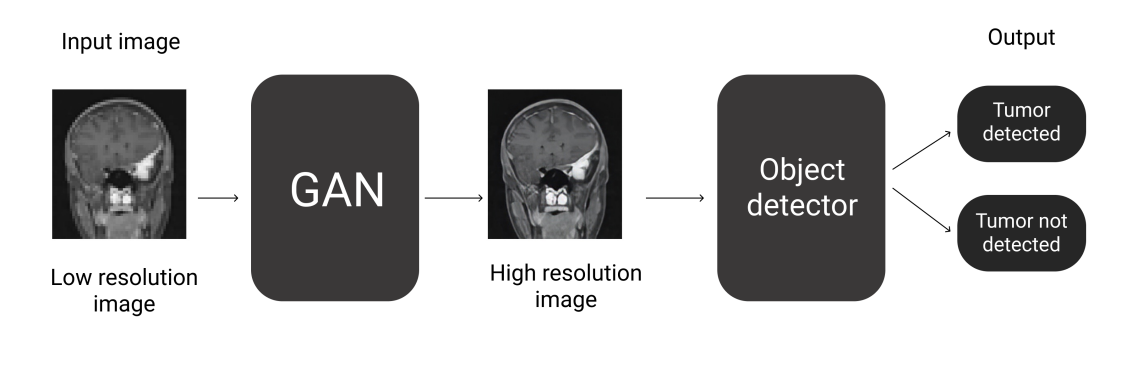 Input image
Low resolution
image
GAN
High resolution
image
Object
detector
Output
Tumor
detected
Tumor not
detected